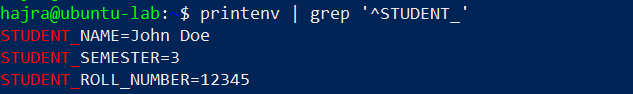 hajra@ubuntu-lab:~$ printenv | grep '^STUDENT_'
STUDENT_NAME=John Doe
STUDENT_SEMESTER=3
STUDENT_ROLL_NUMBER=12345